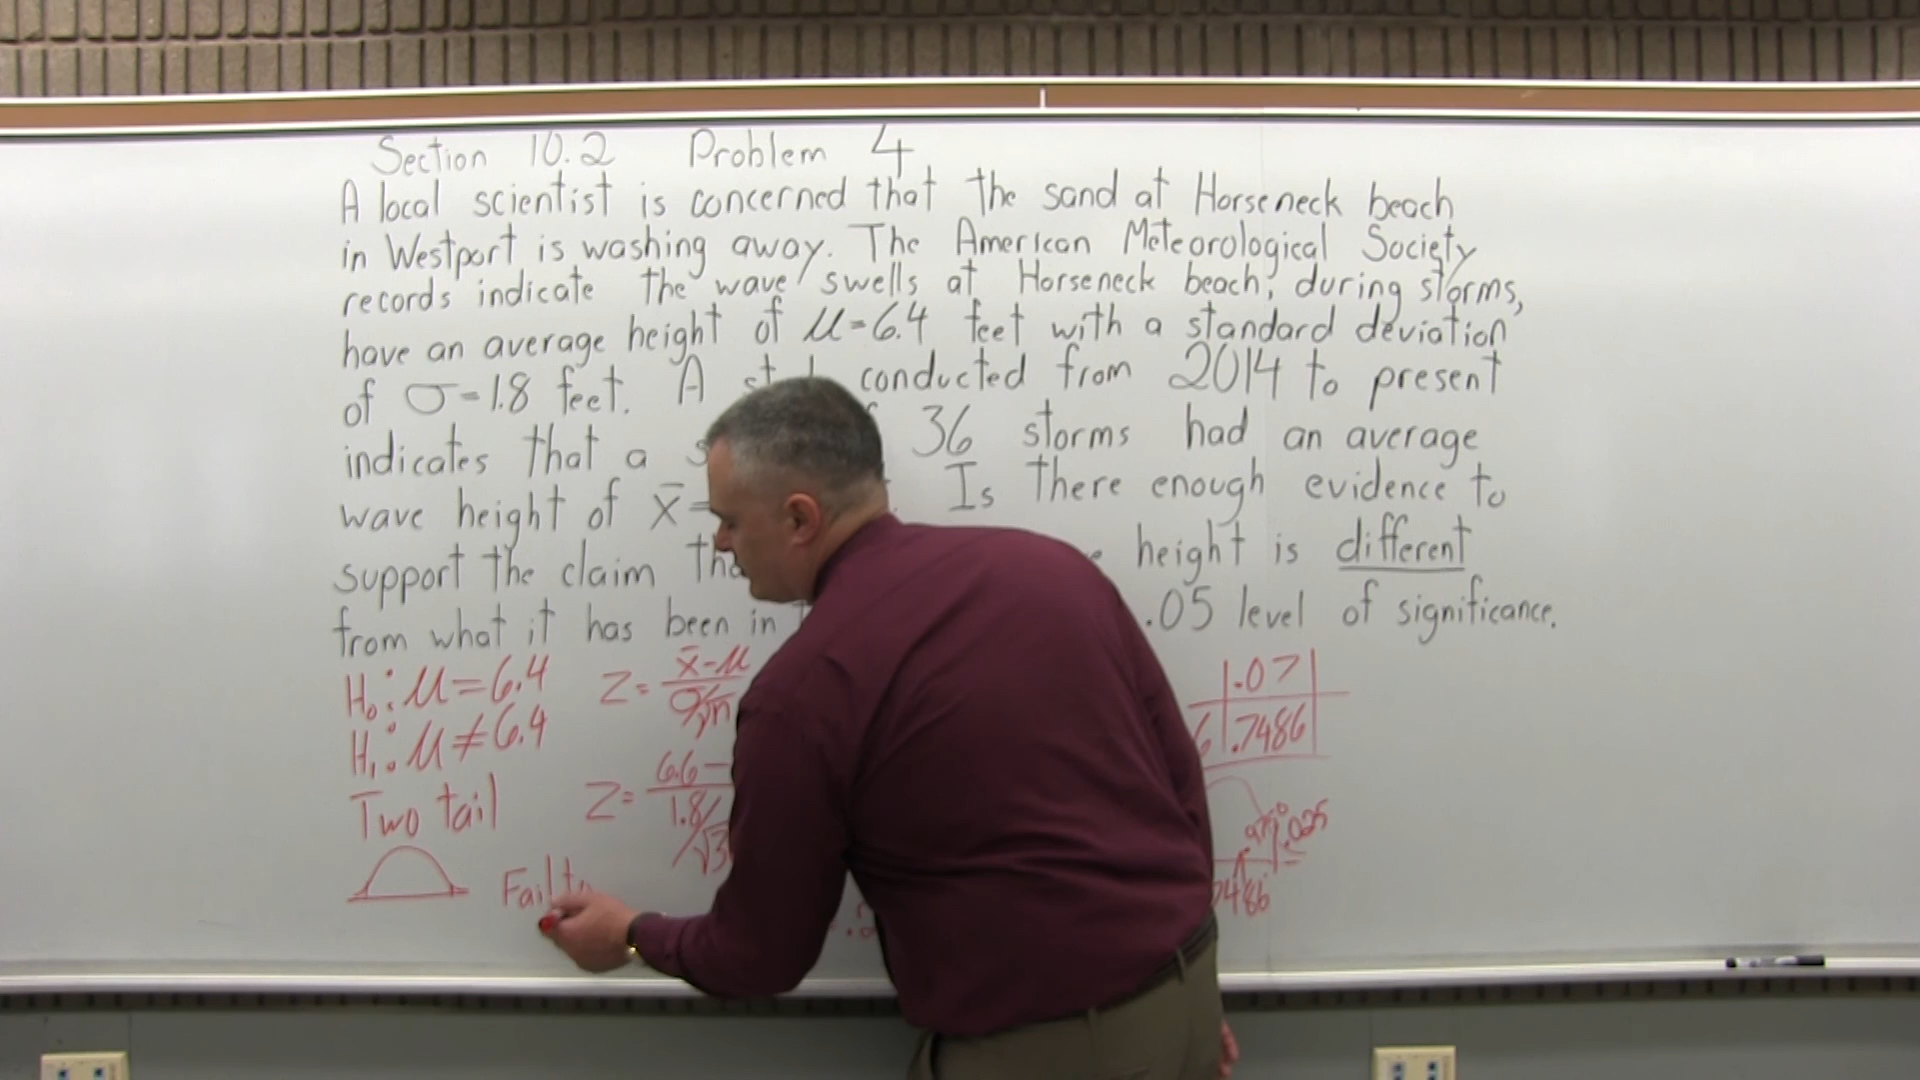 Section 10.2 Problem 4
A local scientist is concerned that the sand at Horseneck beach
in Westport is washing away. The American Meteorological Society
records indicate the wave swells at Horseneck beach, during storms,
have an average height of μ=6.4 feet with a standard deviation
of σ=1.8 feet. A conducted from 2014 to present
indicates that a 36 storms had an average
wave height of x̄= Is there enough evidence to
support the claim height is different
from what it has been in .05 level of significance.
H₀: μ=6.4
H₁: μ≠6.4
Two tail
Fail to
Z= x̄-μ
σ/√n
Z= 6.6-
1.8/√3
.07
.7486
.025